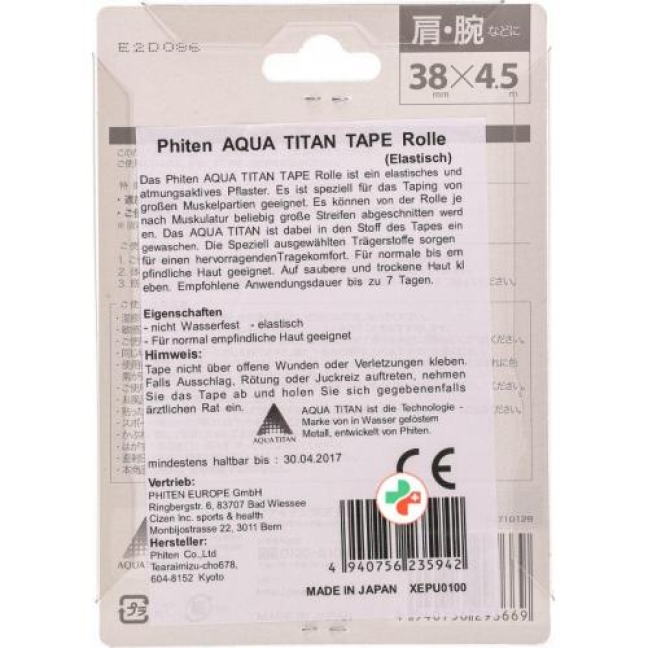 E2D096
肩・腕 などに
38mm×4.5m
Phiten AQUA TITAN TAPE Rolle
(Elastisch)
Das Phiten AQUA TITAN TAPE Rolle ist ein elastisches und
atmungsaktives Pflaster. Es ist speziell für das Taping von
großen Muskelpartien geeignet. Es können von der Rolle je
nach Muskulatur beliebig große Streifen abgeschnitten werd
en. Das AQUA TITAN ist dabei in den Stoff des Tapes ein
gewaschen. Die Speziell ausgewählten Trägerstoffe sorgen
für einen hervorragendenTragekomfort. Für normale bis em
pfindliche Haut geeignet. Auf saubere und trockene Haut kl
eben. Empfohlene Anwendungsdauer bis zu 7 Tagen.
Eigenschaften
- nicht Wasserfest - elastisch
- Für normal empfindliche Haut geeignet
Hinweis:
Tape nicht über offene Wunden oder Verletzungen kleben.
Falls Ausschlag, Rötung oder Juckreiz auftreten, nehmen
Sie das Tape ab und holen Sie sich gegebenenfalls
ärztlichen Rat ein.
AQUA TITAN
AQUA TITAN ist die Technologie -
Marke von in Wasser gelöstem
Metall, entwickelt von Phiten.
mindestens haltbar bis : 30.04.2017
CE
Vertrieb:
PHITEN EUROPE GmbH
Ringbergstr. 6, 83707 Bad Wiessee
Cizen inc. sports & health
Monbijostrasse 22, 3011 Bern
Hersteller:
Phiten Co.,Ltd
Tearaimizu-cho678,
604-8152 Kyoto
4 940756 235942
MADE IN JAPAN XEPU0100
AQUA
プラ